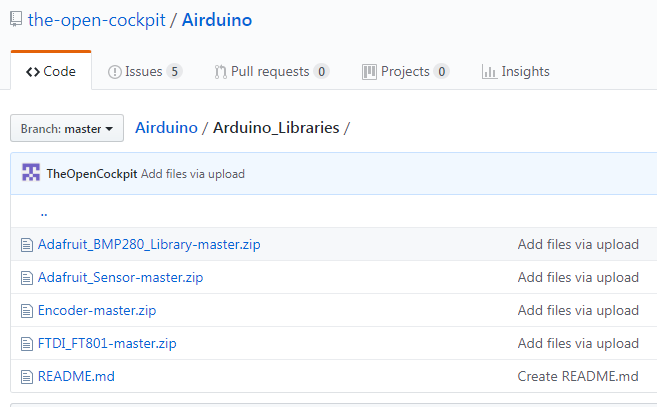 the-open-cockpit / Airduino
Code Issues 5 Pull requests 0 Projects 0 Insights
Branch: master Airduino / Arduino_Libraries /
TheOpenCockpit Add files via upload
..
Adafruit_BMP280_Library-master.zip Add files via upload
Adafruit_Sensor-master.zip Add files via upload
Encoder-master.zip Add files via upload
FTDI_FT801-master.zip Add files via upload
README.md Create README.md